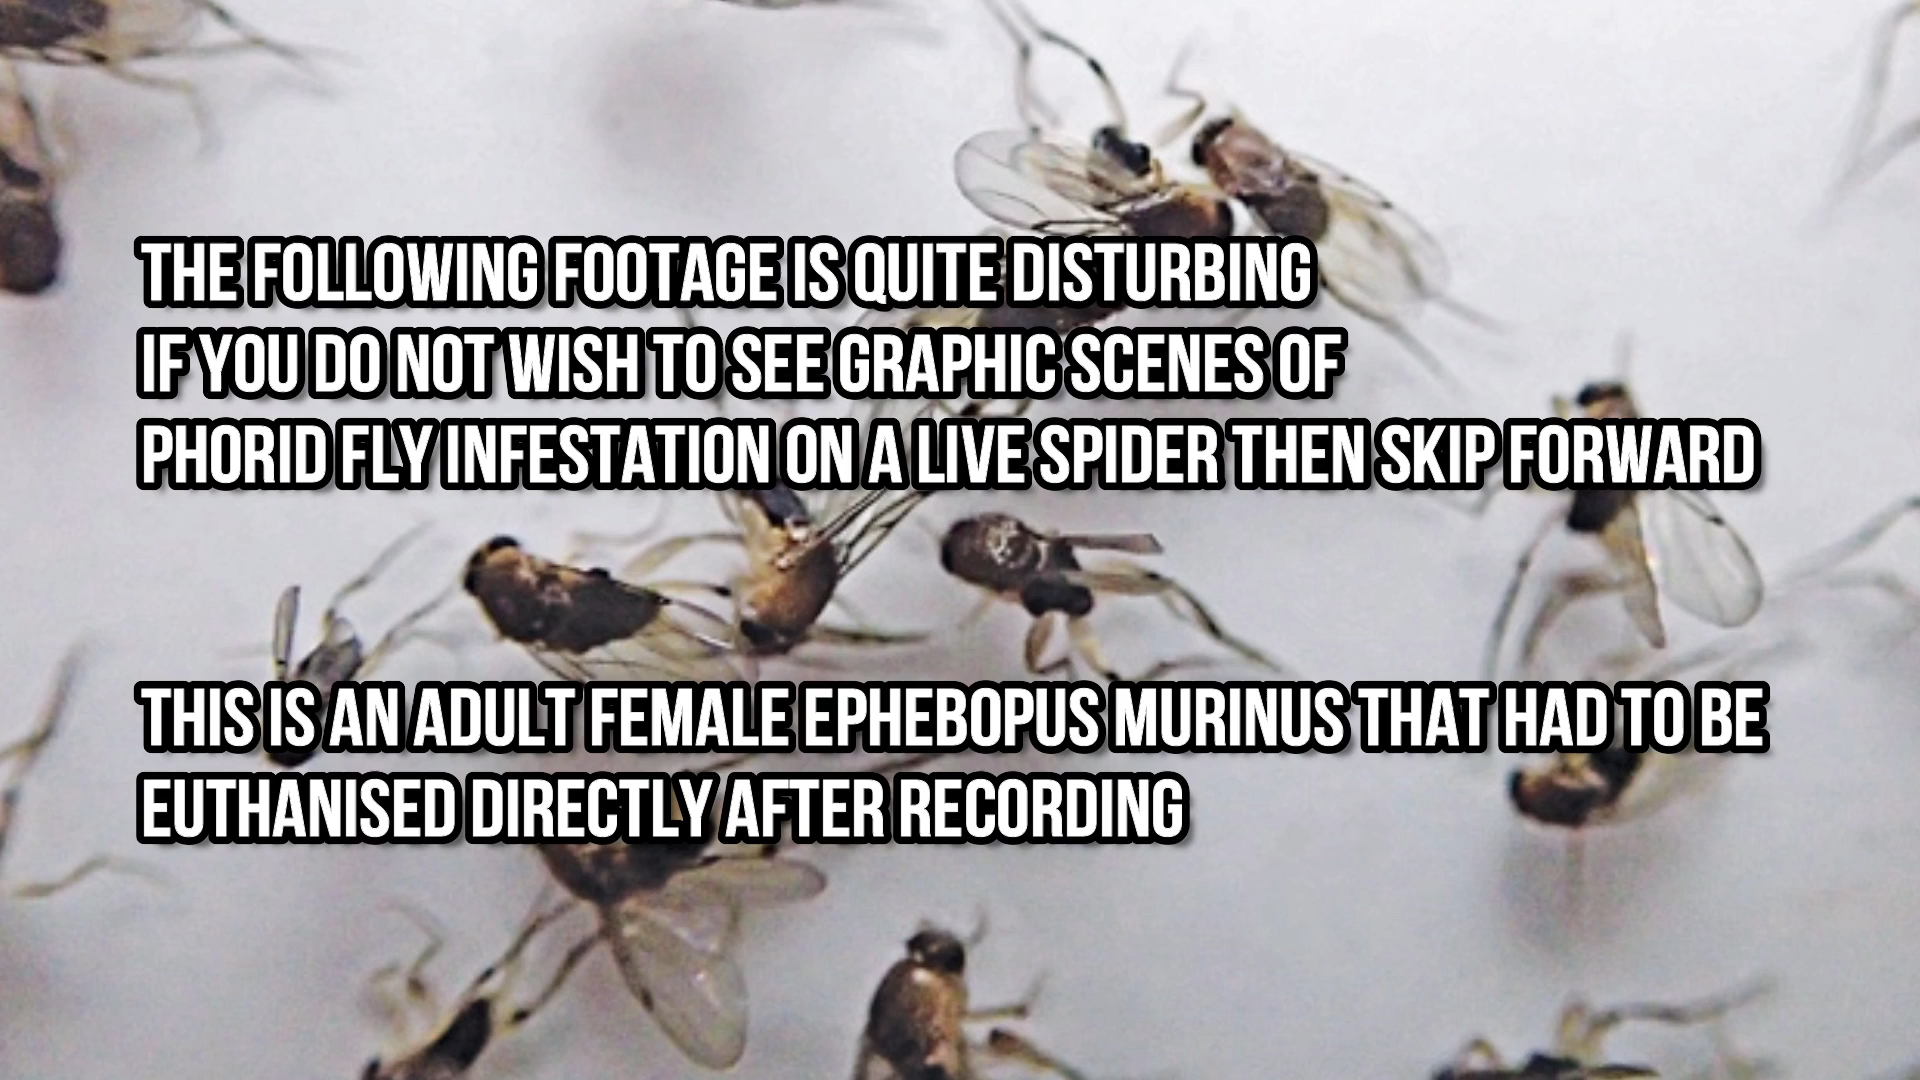 THE FOLLOWING FOOTAGE IS QUITE DISTURBING
IF YOU DO NOT WISH TO SEE GRAPHIC SCENES OF
PHORID FLY INFESTATION ON A LIVE SPIDER THEN SKIP FORWARD
THIS IS AN ADULT FEMALE EPHEBOPUS MURINUS THAT HAD TO BE
EUTHANISED DIRECTLY AFTER RECORDING